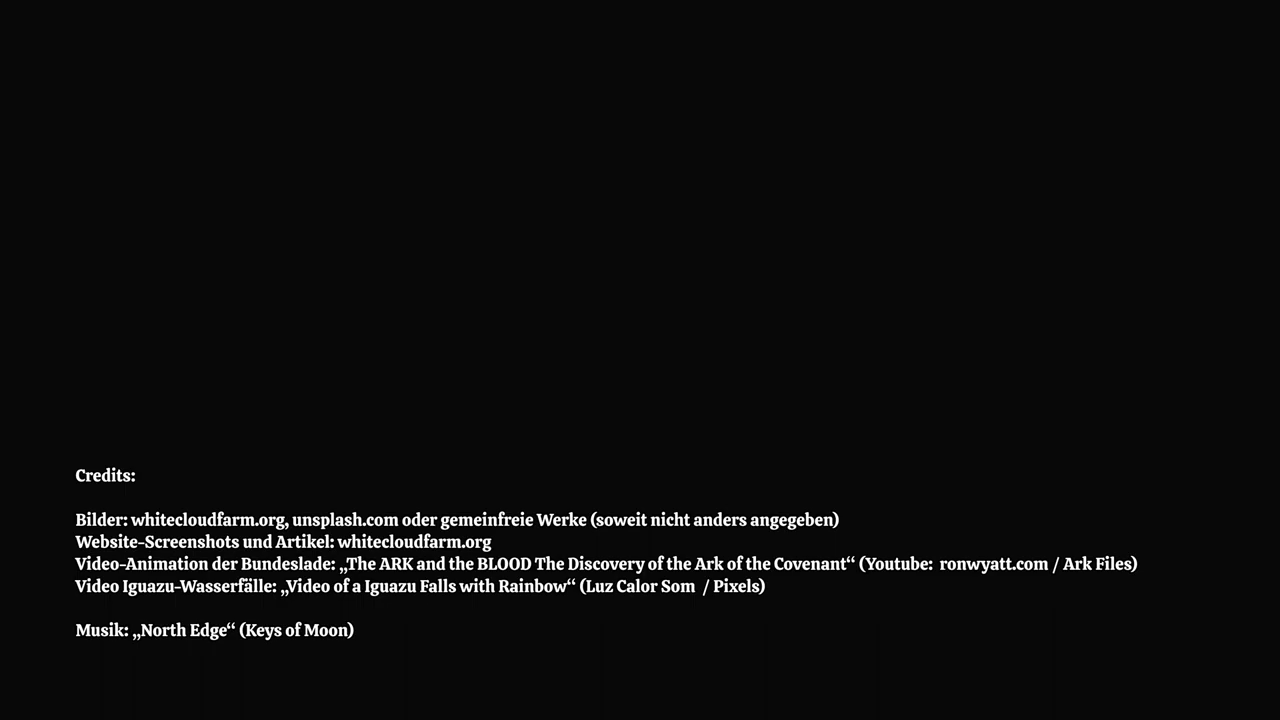 Credits:
Bilder: whitecloudfarm.org, unsplash.com oder gemeinfreie Werke (soweit nicht anders angegeben)
Website-Screenshots und Artikel: whitecloudfarm.org
Video-Animation der Bundeslade: „The ARK and the BLOOD The Discovery of the Ark of the Covenant“ (Youtube:  ronwyatt.com / Ark Files)
Video Iguazu-Wasserfälle: „Video of a Iguazu Falls with Rainbow“ (Luz Calor Som  / Pixels)
Musik: „North Edge“ (Keys of Moon)